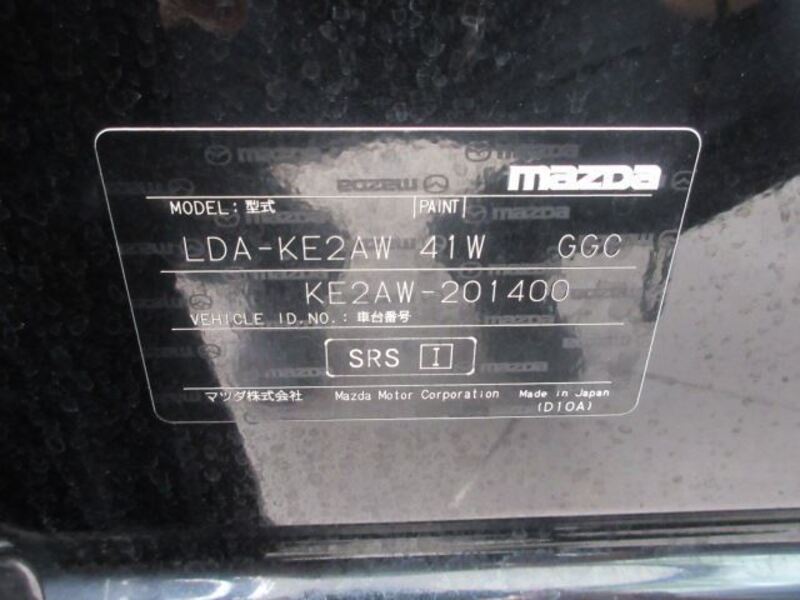 mazDa
MODEL: 型式 PAINT
LDA-KE2AW 41W GGC
KE2AW-201400
VEHICLE ID.NO.: 車台番号
SRS I
マツダ株式会社 Mazda Motor Corporation Made in Japan
(D10A)